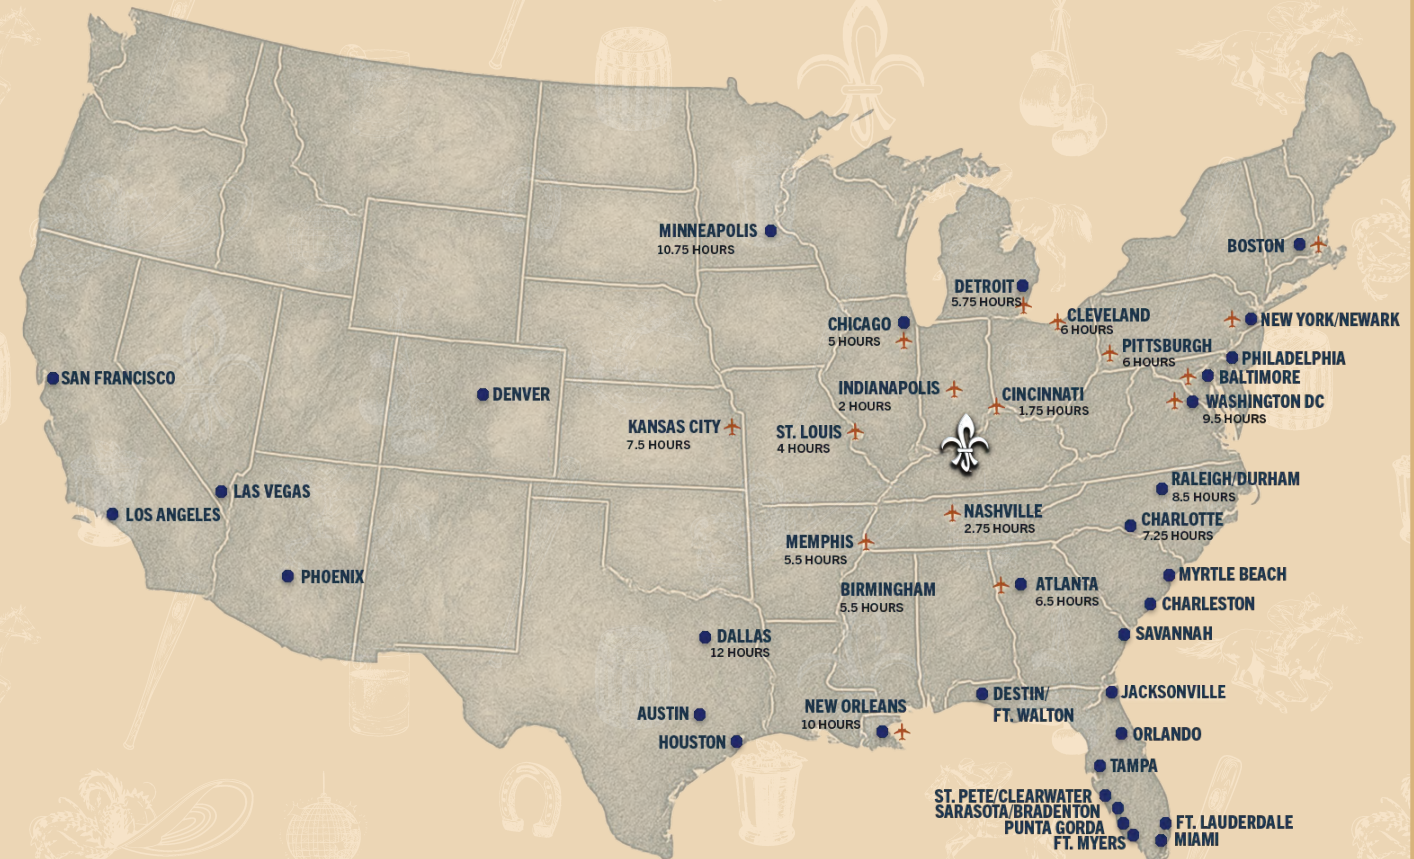 MINNEAPOLIS
10.75 HOURS
BOSTON
DETROIT
5.75 HOURS
CLEVELAND
6 HOURS
NEW YORK/NEWARK
CHICAGO
5 HOURS
PITTSBURGH
6 HOURS
PHILADELPHIA
BALTIMORE
SAN FRANCISCO
DENVER
INDIANAPOLIS
2 HOURS
CINCINNATI
1.75 HOURS
WASHINGTON DC
9.5 HOURS
KANSAS CITY
7.5 HOURS
ST. LOUIS
4 HOURS
RALEIGH/DURHAM
8.5 HOURS
LAS VEGAS
LOS ANGELES
NASHVILLE
2.75 HOURS
CHARLOTTE
7.25 HOURS
MEMPHIS
5.5 HOURS
PHOENIX
BIRMINGHAM
5.5 HOURS
ATLANTA
6.5 HOURS
MYRTLE BEACH
CHARLESTON
DALLAS
12 HOURS
SAVANNAH
DESTIN/
FT. WALTON
JACKSONVILLE
NEW ORLEANS
10 HOURS
AUSTIN
HOUSTON
ORLANDO
TAMPA
ST. PETE/CLEARWATER
SARASOTA/BRADENTON
PUNTA GORDA
FT. MYERS
FT. LAUDERDALE
MIAMI